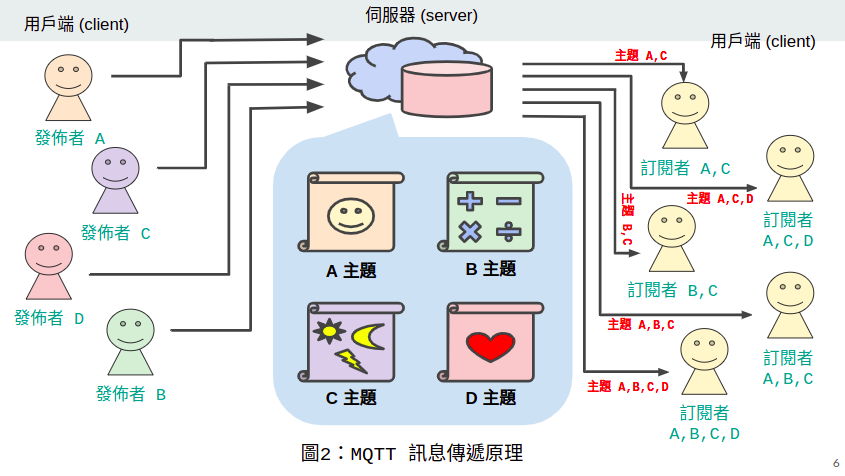 用戶端 (client)
伺服器 (server)
用戶端 (client)
發佈者 A
發佈者 C
發佈者 D
發佈者 B
A 主題
B 主題
C 主題
D 主題
主題 A,C
訂閱者 A,C
主題 A,C,D
訂閱者
A,C,D
主題 B,C
訂閱者 B,C
主題 A,B,C
訂閱者
A,B,C
主題 A,B,C,D
訂閱者
A,B,C,D
圖2：MQTT 訊息傳遞原理
6